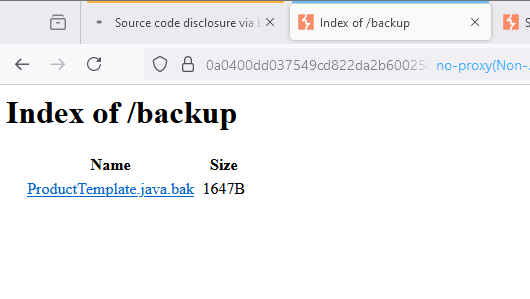 Source code disclosure via
Index of /backup
0a0400dd037549cd822da2b60025
no-proxy(Non-
Index of /backup
Name Size
ProductTemplate.java.bak 1647B